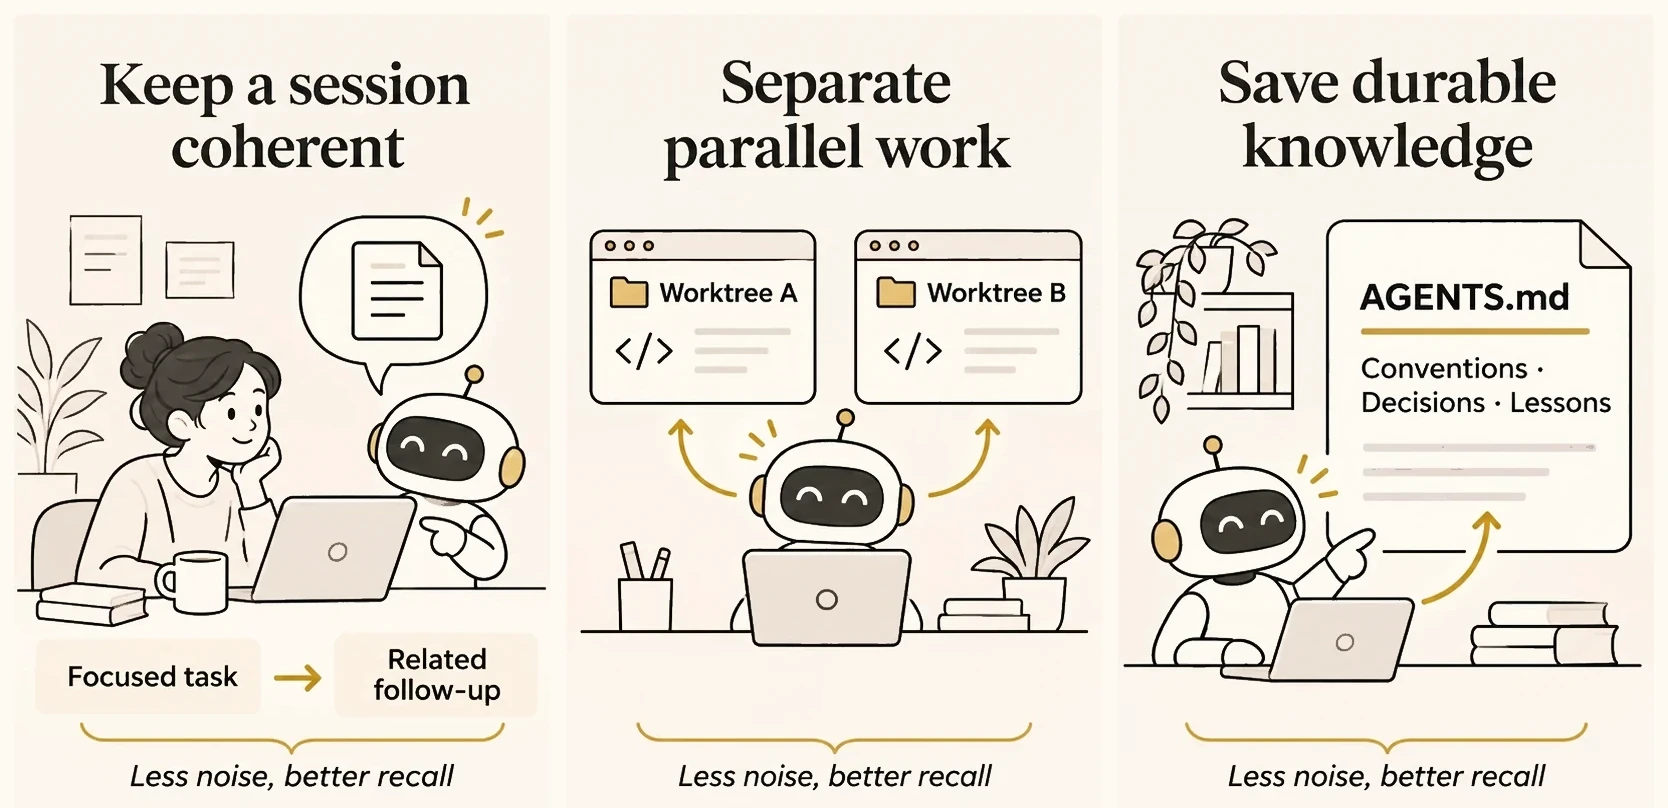 Keep a session
coherent
Focused task
Related
follow-up
Less noise, better recall
Separate
parallel work
Worktree A
</>
Worktree B
</>
Less noise, better recall
Save durable
knowledge
AGENTS.md
Conventions ·
Decisions · Lessons
Less noise, better recall